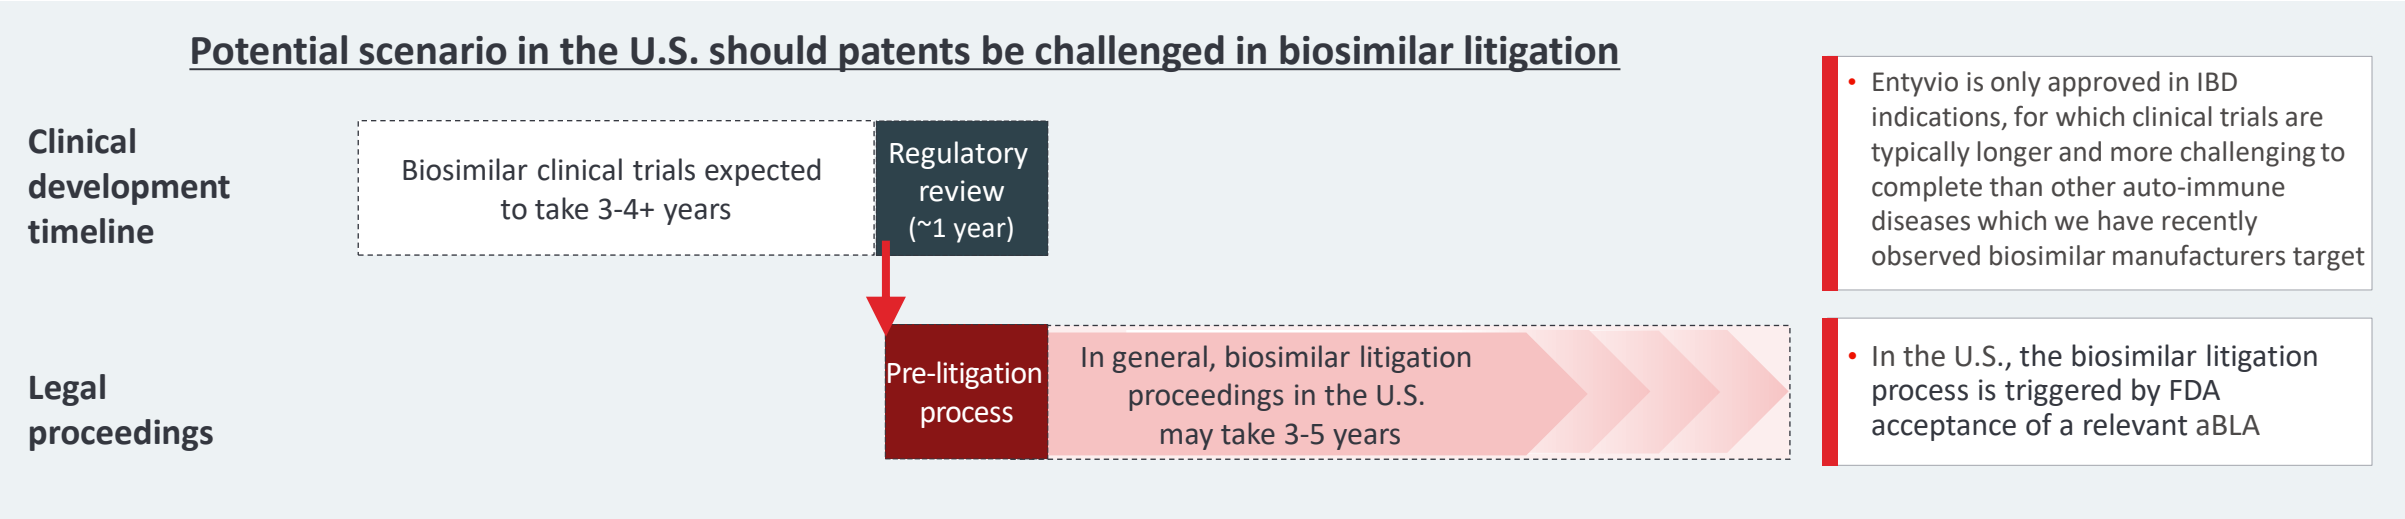 Potential scenario in the U.S. should patents be challenged in biosimilar litigation
Clinical
development
timeline
Biosimilar clinical trials expected
to take 3-4+ years
Regulatory
review
(~1 year)
• Entyvio is only approved in IBD
indications, for which clinical trials are
typically longer and more challenging to
complete than other auto-immune
diseases which we have recently
observed biosimilar manufacturers target
Legal
proceedings
Pre-litigation
process
In general, biosimilar litigation
proceedings in the U.S.
may take 3-5 years
• In the U.S., the biosimilar litigation
process is triggered by FDA
acceptance of a relevant aBLA